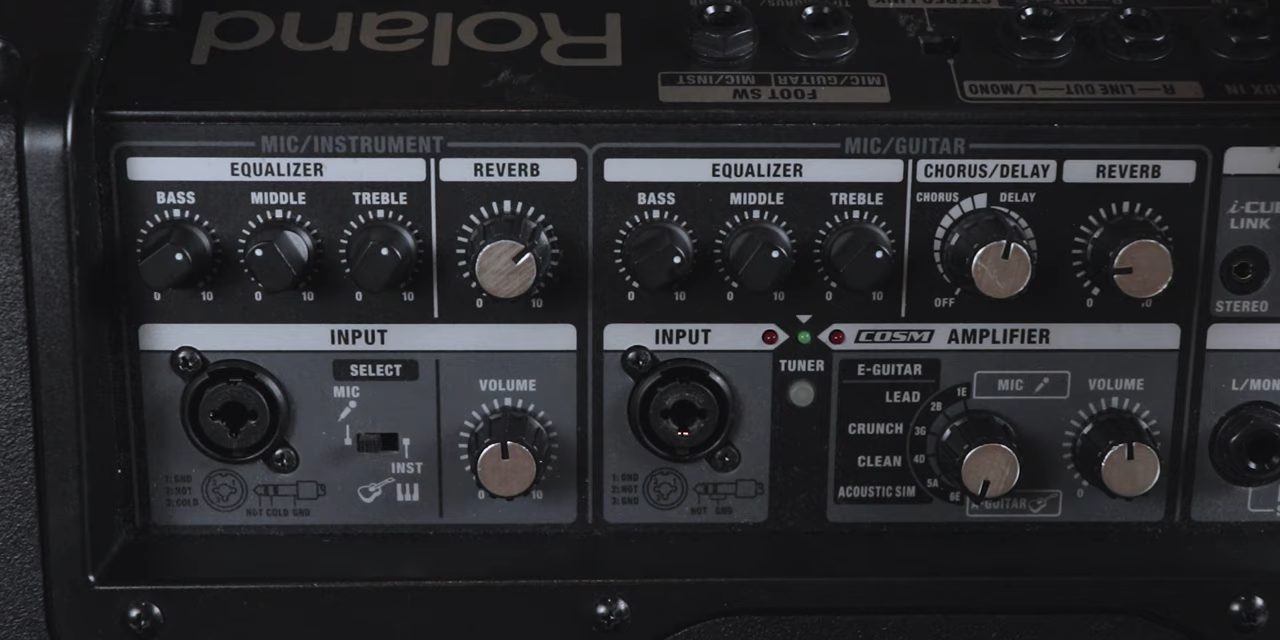 Roland
MIC/INST MIC/GUITAR
FOOT SW
R—LINE OUT—L/MONO
MIC/INSTRUMENT
EQUALIZER
REVERB
BASS MIDDLE TREBLE
0 10 0 10 0 10 0 10
INPUT
SELECT
MIC
INST
VOLUME
0 10
1: GND
2: HOT
3: COLD
HOT COLD GND
MIC/GUITAR
EQUALIZER
CHORUS/DELAY
REVERB
BASS MIDDLE TREBLE
CHORUS DELAY
0 10 0 10 0 10 OFF 0 10
INPUT
TUNER
COSM AMPLIFIER
E-GUITAR
MIC
VOLUME
LEAD
CRUNCH
CLEAN
ACOUSTIC SIM
1E
2B
3G
4D
5A
6E
A-GUITAR
0
1: GND
2: HOT
3: GND
HOT GND
LINK
STEREO